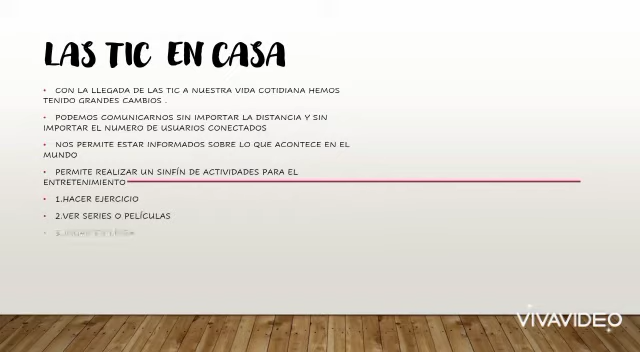 LAS TIC EN CASA
• CON LA LLEGADA DE LAS TIC A NUESTRA VIDA COTIDIANA HEMOS
TENIDO GRANDES CAMBIOS .
• PODEMOS COMUNICARNOS SIN IMPORTAR LA DISTANCIA Y SIN
IMPORTAR EL NUMERO DE USUARIOS CONECTADOS
• NOS PERMITE ESTAR INFORMADOS SOBRE LO QUE ACONTECE EN EL
MUNDO
• PERMITE REALIZAR UN SINFÍN DE ACTIVIDADES PARA EL
ENTRETENIMIENTO
• 1.HACER EJERCICIO
• 2.VER SERIES O PELÍCULAS
VIVAVIDEO